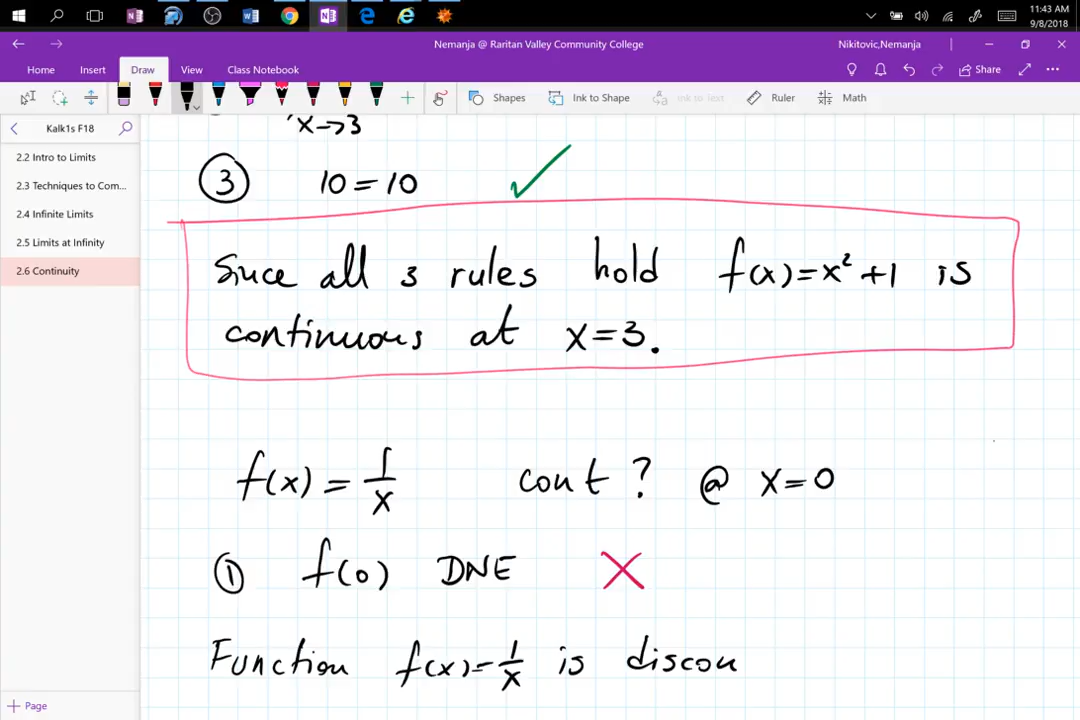 11:43 AM
9/8/2018
Nemanja @ Raritan Valley Community College
Nikitovic,Nemanja
Home Insert Draw View Class Notebook
Share
Shapes Ink to Shape Ink to Text Ruler Math
Kalk1s F18
2.2 Intro to Limits
2.3 Techniques to Com...
2.4 Infinite Limits
2.5 Limits at Infinity
2.6 Continuity
Page
x→3
③ 10=10 ✓
Since all 3 rules hold f(x)=x²+1 is
continuous at x=3.
f(x)=1/x cont? @ x=0
① f(0) DNE X
Function f(x)=1/x is discon